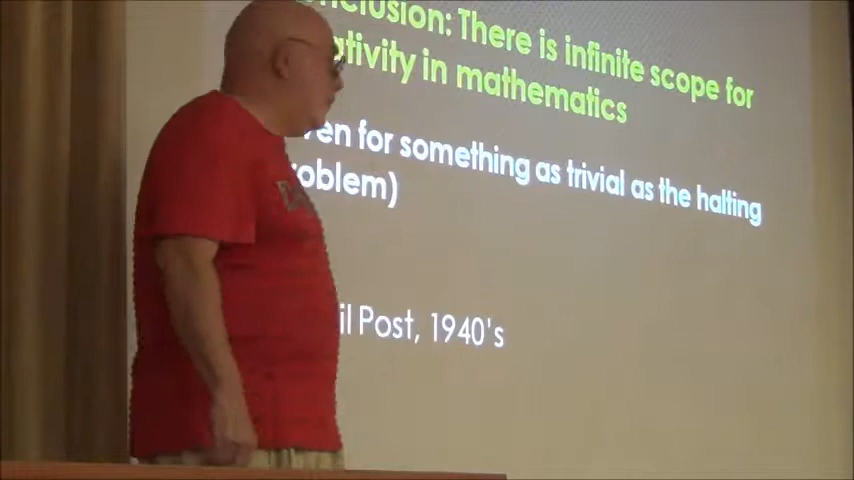 nclusion: There is infinite scope for
ativity in mathematics
ven for something as trivial as the halting
roblem)
il Post, 1940's